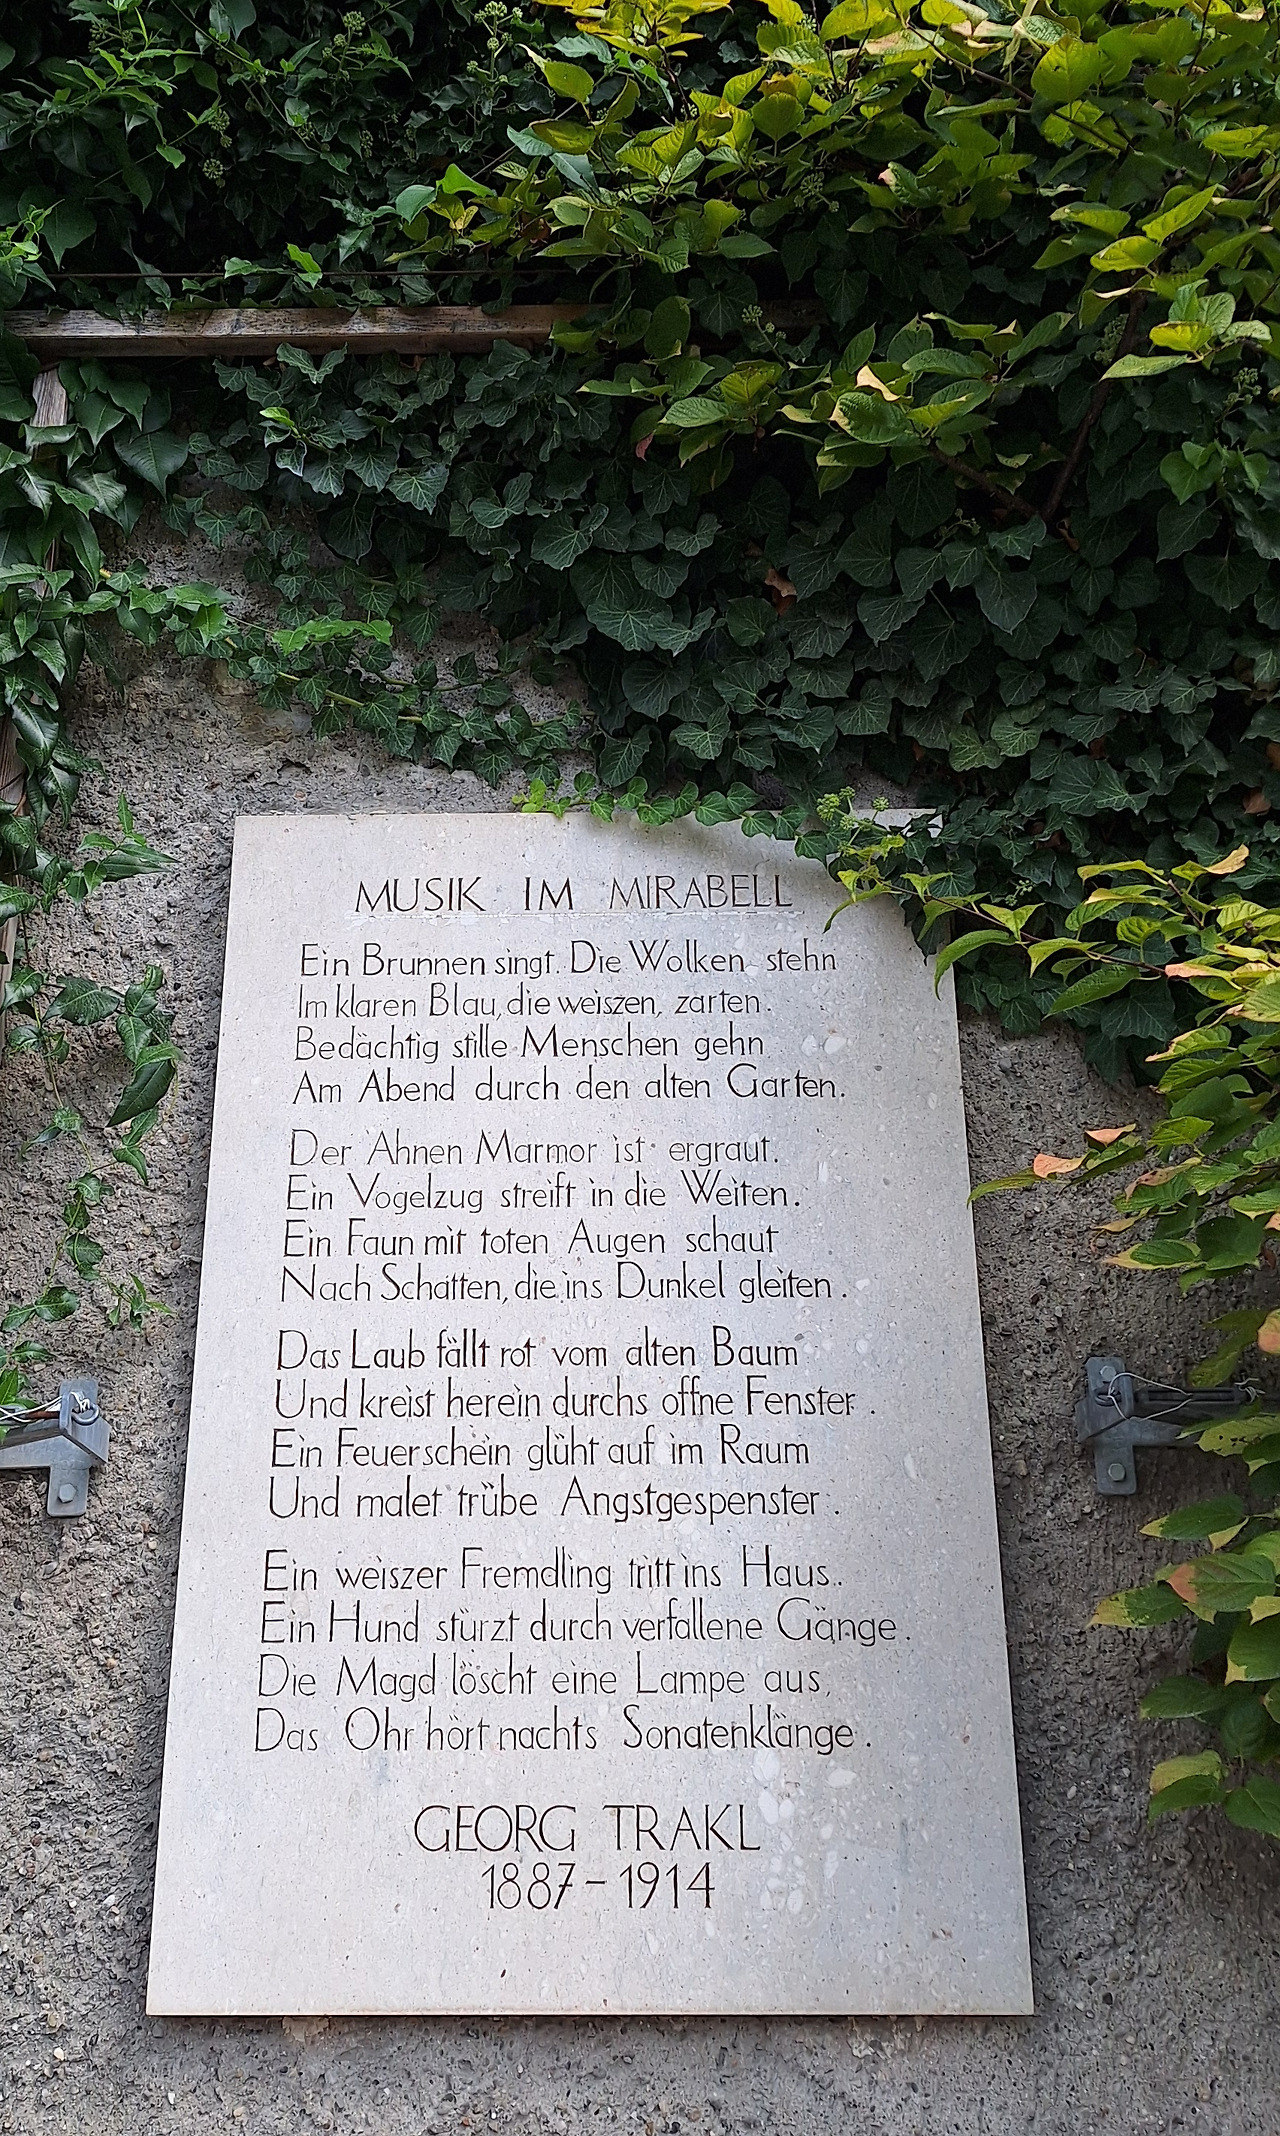 MUSIK IM MIRABELL
Ein Brunnen singt. Die Wolken stehn
Im klaren Blau, die weiszen, zarten.
Bedächtig stille Menschen gehn
Am Abend durch den alten Garten.
Der Ahnen Marmor ist ergraut.
Ein Vogelzug streift in die Weiten.
Ein Faun mit toten Augen schaut
Nach Schatten, die ins Dunkel gleiten.
Das Laub fällt rot vom alten Baum
Und kreist herein durchs offne Fenster.
Ein Feuerschein glüht auf im Raum
Und malet trübe Angstgespenster.
Ein weiszer Fremdling tritt ins Haus.
Ein Hund stürzt durch verfallene Gänge.
Die Magd löscht eine Lampe aus,
Das Ohr hört nachts Sonatenklänge.
GEORG TRAKL
1887-1914